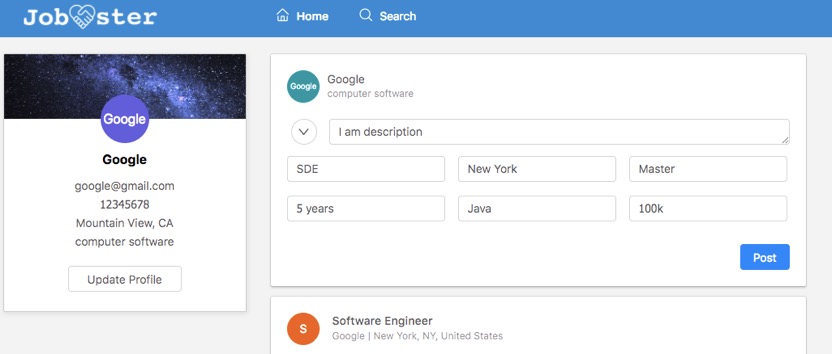 Jobster
Home
Search
Google
Google
google@gmail.com
12345678
Mountain View, CA
computer software
Update Profile
Google
Google
computer software
I am description
SDE
New York
Master
5 years
Java
100k
Post
S
Software Engineer
Google | New York, NY, United States